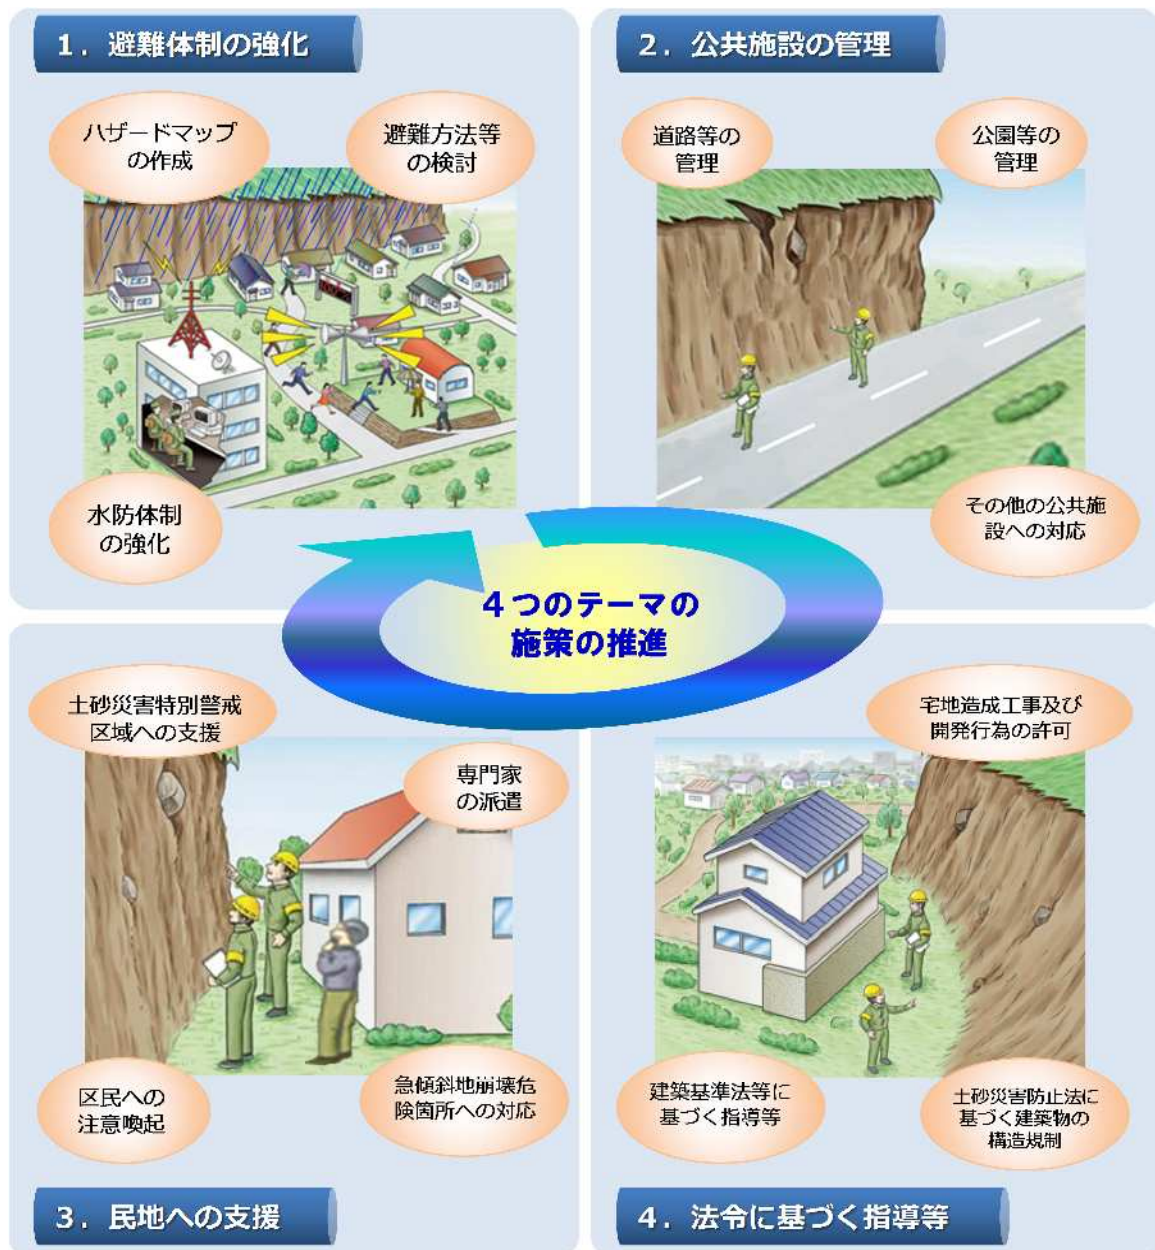 1．避難体制の強化
ハザードマップ
の作成
避難方法等
の検討
水防体制
の強化
2．公共施設の管理
道路等の
管理
公園等の
管理
その他の公共施
設への対応
4つのテーマの
施策の推進
土砂災害特別警戒
区域への支援
専門家
の派遣
区民への
注意喚起
急傾斜地崩壊危
険箇所への対応
3．民地への支援
宅地造成工事及び
開発行為の許可
建築基準法等に
基づく指導等
土砂災害防止法に
基づく建築物の
構造規制
4．法令に基づく指導等